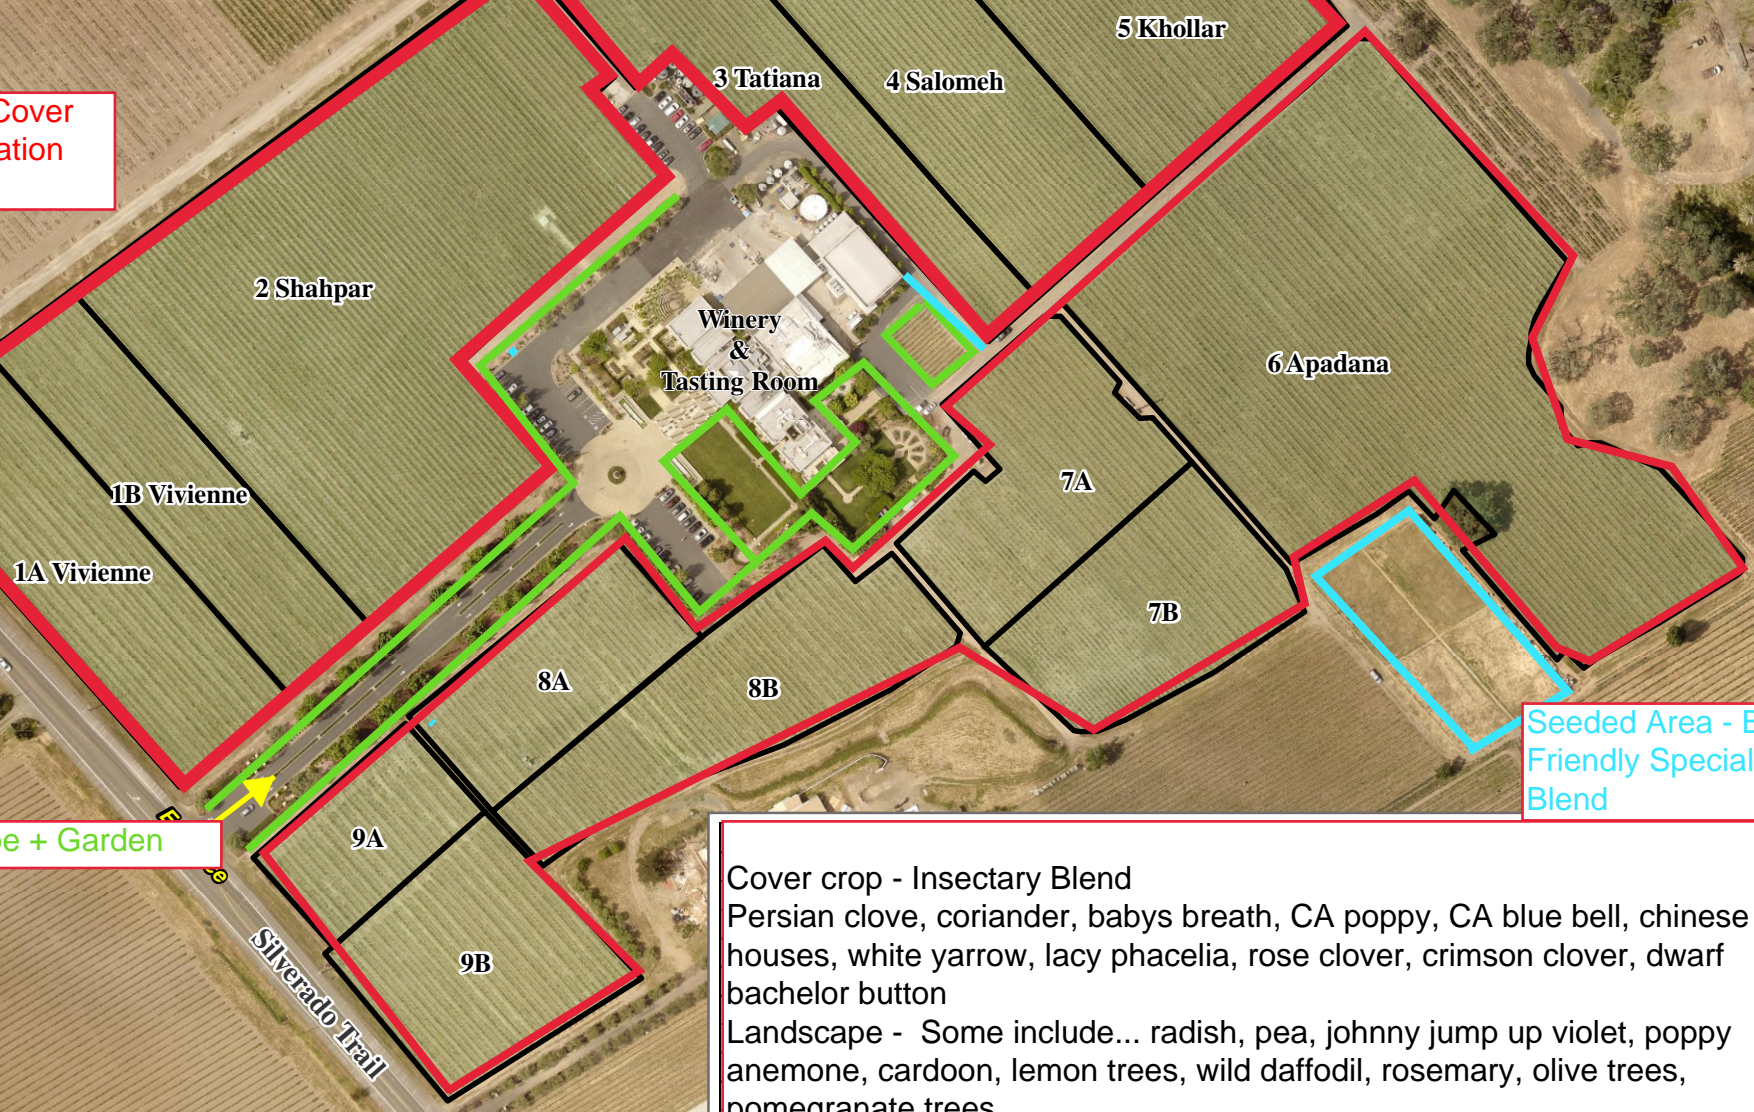 5 Khollar
3 Tatiana
4 Salomeh
Cover
ation
2 Shahpar
Winery
&
Tasting Room
6 Apadana
1B Vivienne
7A
1A Vivienne
7B
8A
8B
Seeded Area - B
Friendly Special
Blend
9A
pe + Garden
9B
Silverado Trail
Cover crop - Insectary Blend
Persian clove, coriander, babys breath, CA poppy, CA blue bell, chinese
houses, white yarrow, lacy phacelia, rose clover, crimson clover, dwarf
bachelor button
Landscape -  Some include... radish, pea, johnny jump up violet, poppy
anemone, cardoon, lemon trees, wild daffodil, rosemary, olive trees,
pomegranate trees